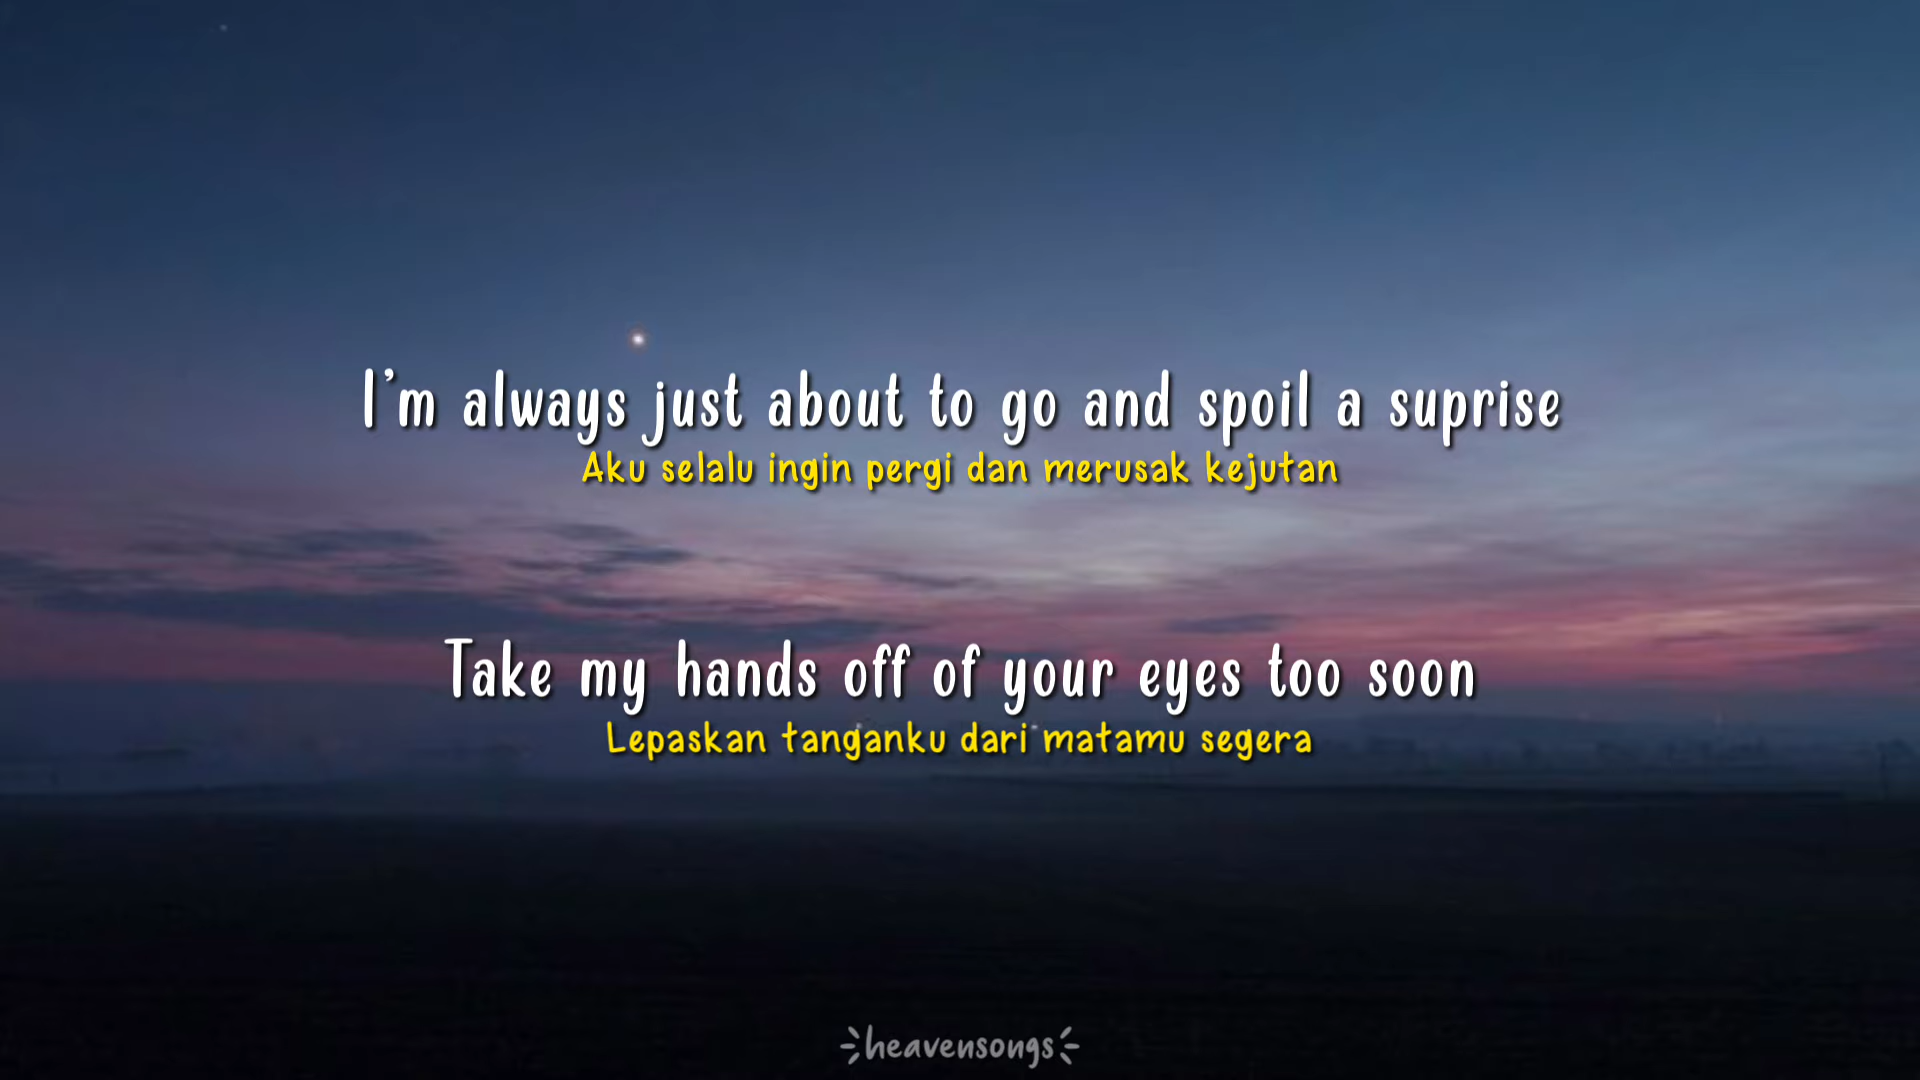 I'm always just about to go and spoil a suprise
Aku selalu ingin pergi dan merusak kejutan
Take my hands off of your eyes too soon
Lepaskan tanganku dari matamu segera
heavensongs